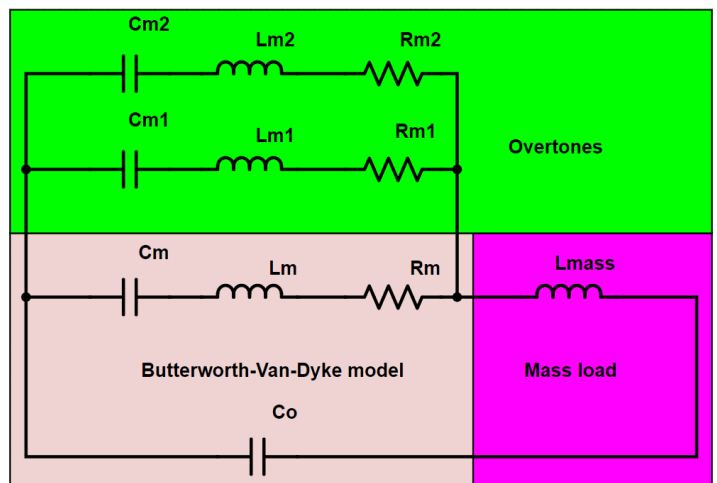 Cm2
Lm2
Rm2
Cm1
Lm1
Rm1
Overtones
Cm
Lm
Rm
Lmass
Butterworth-Van-Dyke model
Mass load
Co